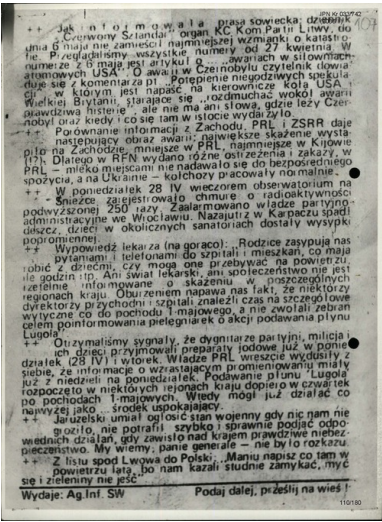 IPN Kr 032/42
107
++ Jak informowała prasa sowiecka: dziennik
"Czerwony Sztandar" organ KC Kom.Partii Litwy, do
dnia 6 maja nie zamieścił najmniejszej wzmianki o katastro
fie. Przeglądaliśmy wszystkie numery od 27 kwietnia. W
numerze z 6 maja jest artykuł o "...awariach w siłowniach
atomowych USA". O awarii w Czernobylu czytelnik dowia
duje się z komentarza pt. "Potępienie niegodziwych spekula
cji" w którym jest napaść na kierownicze koła USA i
Wielkiej Brytanii, starające się "rozdmuchać wokół awarii
prawdziwą histerię", ale nie ma ani słowa, gdzie leży Czer
nobyl oraz kiedy i co się tam w istocie wydarzyło.
++ Porównanie informacji z Zachodu, PRL i ZSRR daje
następujący obraz awarii: największe skażenie wystą
piło na Zachodzie, mniejsze w PRL, najmniejsze w Kijowie
(!?). Dlatego w RFN wydano różne ostrzeżenia i zakazy, w
PRL - mleko miejscami nie nadawało się do bezpośredniego
spożycia, a na Ukrainie - kołchozy pracowały normalnie.
++ W poniedziałek 28 IV wieczorem obserwatorium na
Śnieżce zarejestrowało chmurę o radioaktywności
podwyższonej 250 razy. Zaalarmowano władze partyjno-
administracyjne we Wrocławiu. Nazajutrz w Karpaczu spadł
deszcz, dzieci w okolicznych sanatoriach dostały wysypki
popromiennej.
++ Wypowiedź lekarza (na gorąco): "Rodzice zasypują nas
pytaniami i telefonami do szpitali i mieszkań, co mają
robić z dziećmi, czy mogą one przebywać na powietrzu,
ile godzin itp. Ani świat lekarski, ani społeczeństwo nie jest
rzetelnie informowane o skażeniu w poszczególnych
regionach kraju. Oburzeniem napawa nas fakt, że niektórzy
dyrektorzy przychodni i szpitali znaleźli czas na szczegółowe
wytyczne co do pochodu 1-majowego, a nie zwołali zebrań
celem poinformowania pielęgniarek o akcji podawania płynu
Lugola".
++ Otrzymaliśmy sygnały, że dygnitarze partyjni, milicja i
ich dzieci przyjmowali preparaty jodowe już w ponie
działek (28 IV) i wtorek. Władze PRL wreszcie wydusiły z
siebie, że informacje o wzrastającym promieniowaniu miały
już z niedzieli na poniedziałek. Podawanie płynu "Lugola"
rozpoczęto w niektórych rejonach kraju dopiero w czwartek
po pochodach 1-majowych. Wtedy mógł już działać co
najwyżej jako... środek uspokajający.
++ Jaruzelski umiał ogłosić stan wojenny gdy nic nam nie
groziło, nie potrafił szybko i sprawnie podjąć odpo-
wiednich działań, gdy zawisło nad krajem prawdziwe niebez-
pieczeństwo. My wiemy, panie generale - nie było rozkazu.
++ Z listu spod Lwowa do Polski: "Maniu napisz co tam w
powietrzu lata, bo nam kazali studnie zamykać, myć
się i zieleniny nie jeść"
Wydaje: Ag.Inf. SW Podaj dalej, prześlij na wieś !
110/180